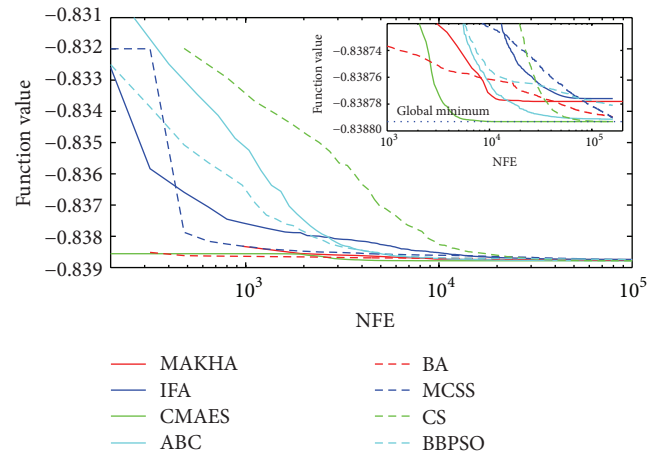 −0.831
−0.832
−0.833
−0.834
−0.835
−0.836
−0.837
−0.838
−0.839
Function value
10³
10⁴
10⁵
NFE
−0.83874
−0.83876
−0.83878
−0.83880
Function value
Global minimum
10³
10⁴
10⁵
NFE
MAKHA
IFA
CMAES
ABC
BA
MCSS
CS
BBPSO